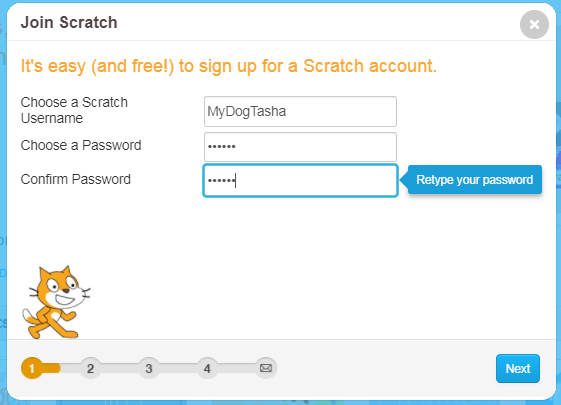 Join Scratch
It's easy (and free!) to sign up for a Scratch account.
Choose a Scratch
Username
MyDogTasha
Choose a Password
••••••
Confirm Password
••••••
Retype your password
1 2 3 4
Next